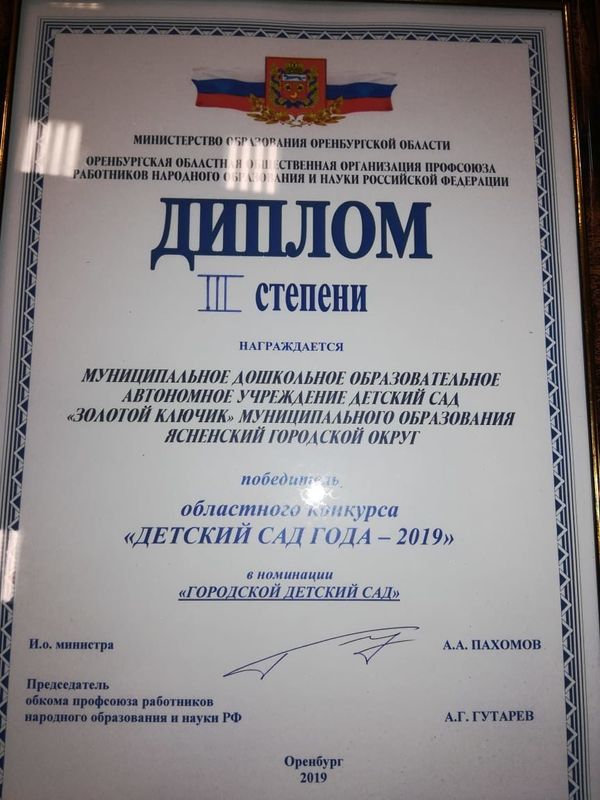 МИНИСТЕРСТВО ОБРАЗОВАНИЯ ОРЕНБУРГСКОЙ ОБЛАСТИ
ОРЕНБУРГСКАЯ ОБЛАСТНАЯ ОБЩЕСТВЕННАЯ ОРГАНИЗАЦИЯ ПРОФСОЮЗА
РАБОТНИКОВ НАРОДНОГО ОБРАЗОВАНИЯ И НАУКИ РОССИЙСКОЙ ФЕДЕРАЦИИ
ДИПЛОМ
III степени
НАГРАЖДАЕТСЯ
МУНИЦИПАЛЬНОЕ ДОШКОЛЬНОЕ ОБРАЗОВАТЕЛЬНОЕ
АВТОНОМНОЕ УЧРЕЖДЕНИЕ ДЕТСКИЙ САД
«ЗОЛОТОЙ КЛЮЧИК» МУНИЦИПАЛЬНОГО ОБРАЗОВАНИЯ
ЯСНЕНСКИЙ ГОРОДСКОЙ ОКРУГ
победитель
областного конкурса
«ДЕТСКИЙ САД ГОДА – 2019»
в номинации
«ГОРОДСКОЙ ДЕТСКИЙ САД»
И.о. министра А.А. ПАХОМОВ
Председатель
обкома профсоюза работников
народного образования и науки РФ А.Г. ГУТАРЕВ
Оренбург
2019